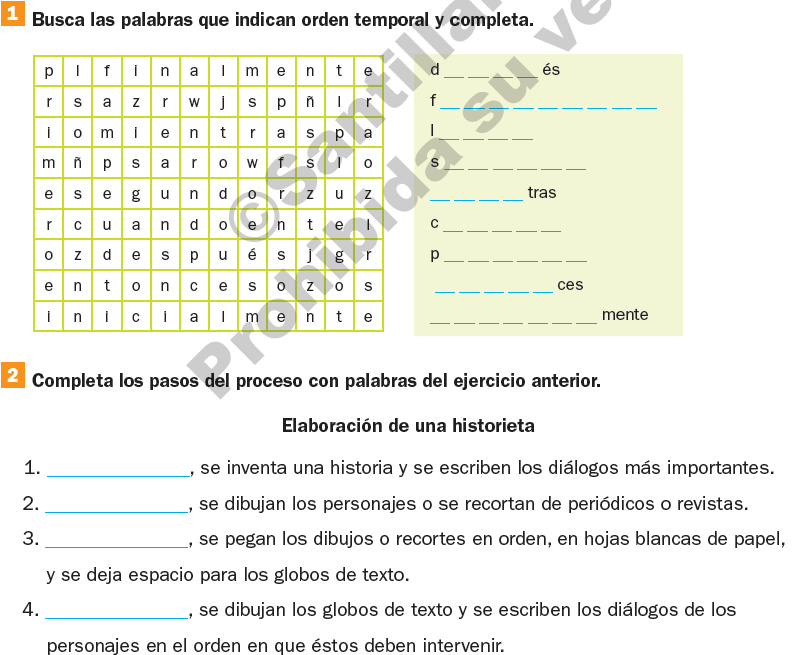 1 Busca las palabras que indican orden temporal y completa.
p l f i n a l m e n t e
r s a z r w j s p ñ l r
i o m i e n t r a s p a
m ñ p s a r o w f s l o
e s e g u n d o r z u z
r c u a n d o e n t e l
o z d e s p u é s j g r
e n t o n c e s o z o s
i n i c i a l m e n t e
d __ __ __ __ és
f __ __ __ __ __ __ __ __ __
l __ __ __ __
s __ __ __ __ __ __
__ __ __ __ tras
c __ __ __ __ __
p __ __ __ __ __ __
__ __ __ __ __ ces
__ __ __ __ __ __ __ mente
©Santillana
Prohibida su ve
2 Completa los pasos del proceso con palabras del ejercicio anterior.
Elaboración de una historieta
1. ______________, se inventa una historia y se escriben los diálogos más importantes.
2. ______________, se dibujan los personajes o se recortan de periódicos o revistas.
3. ______________, se pegan los dibujos o recortes en orden, en hojas blancas de papel,
y se deja espacio para los globos de texto.
4. ______________, se dibujan los globos de texto y se escriben los diálogos de los
personajes en el orden en que éstos deben intervenir.